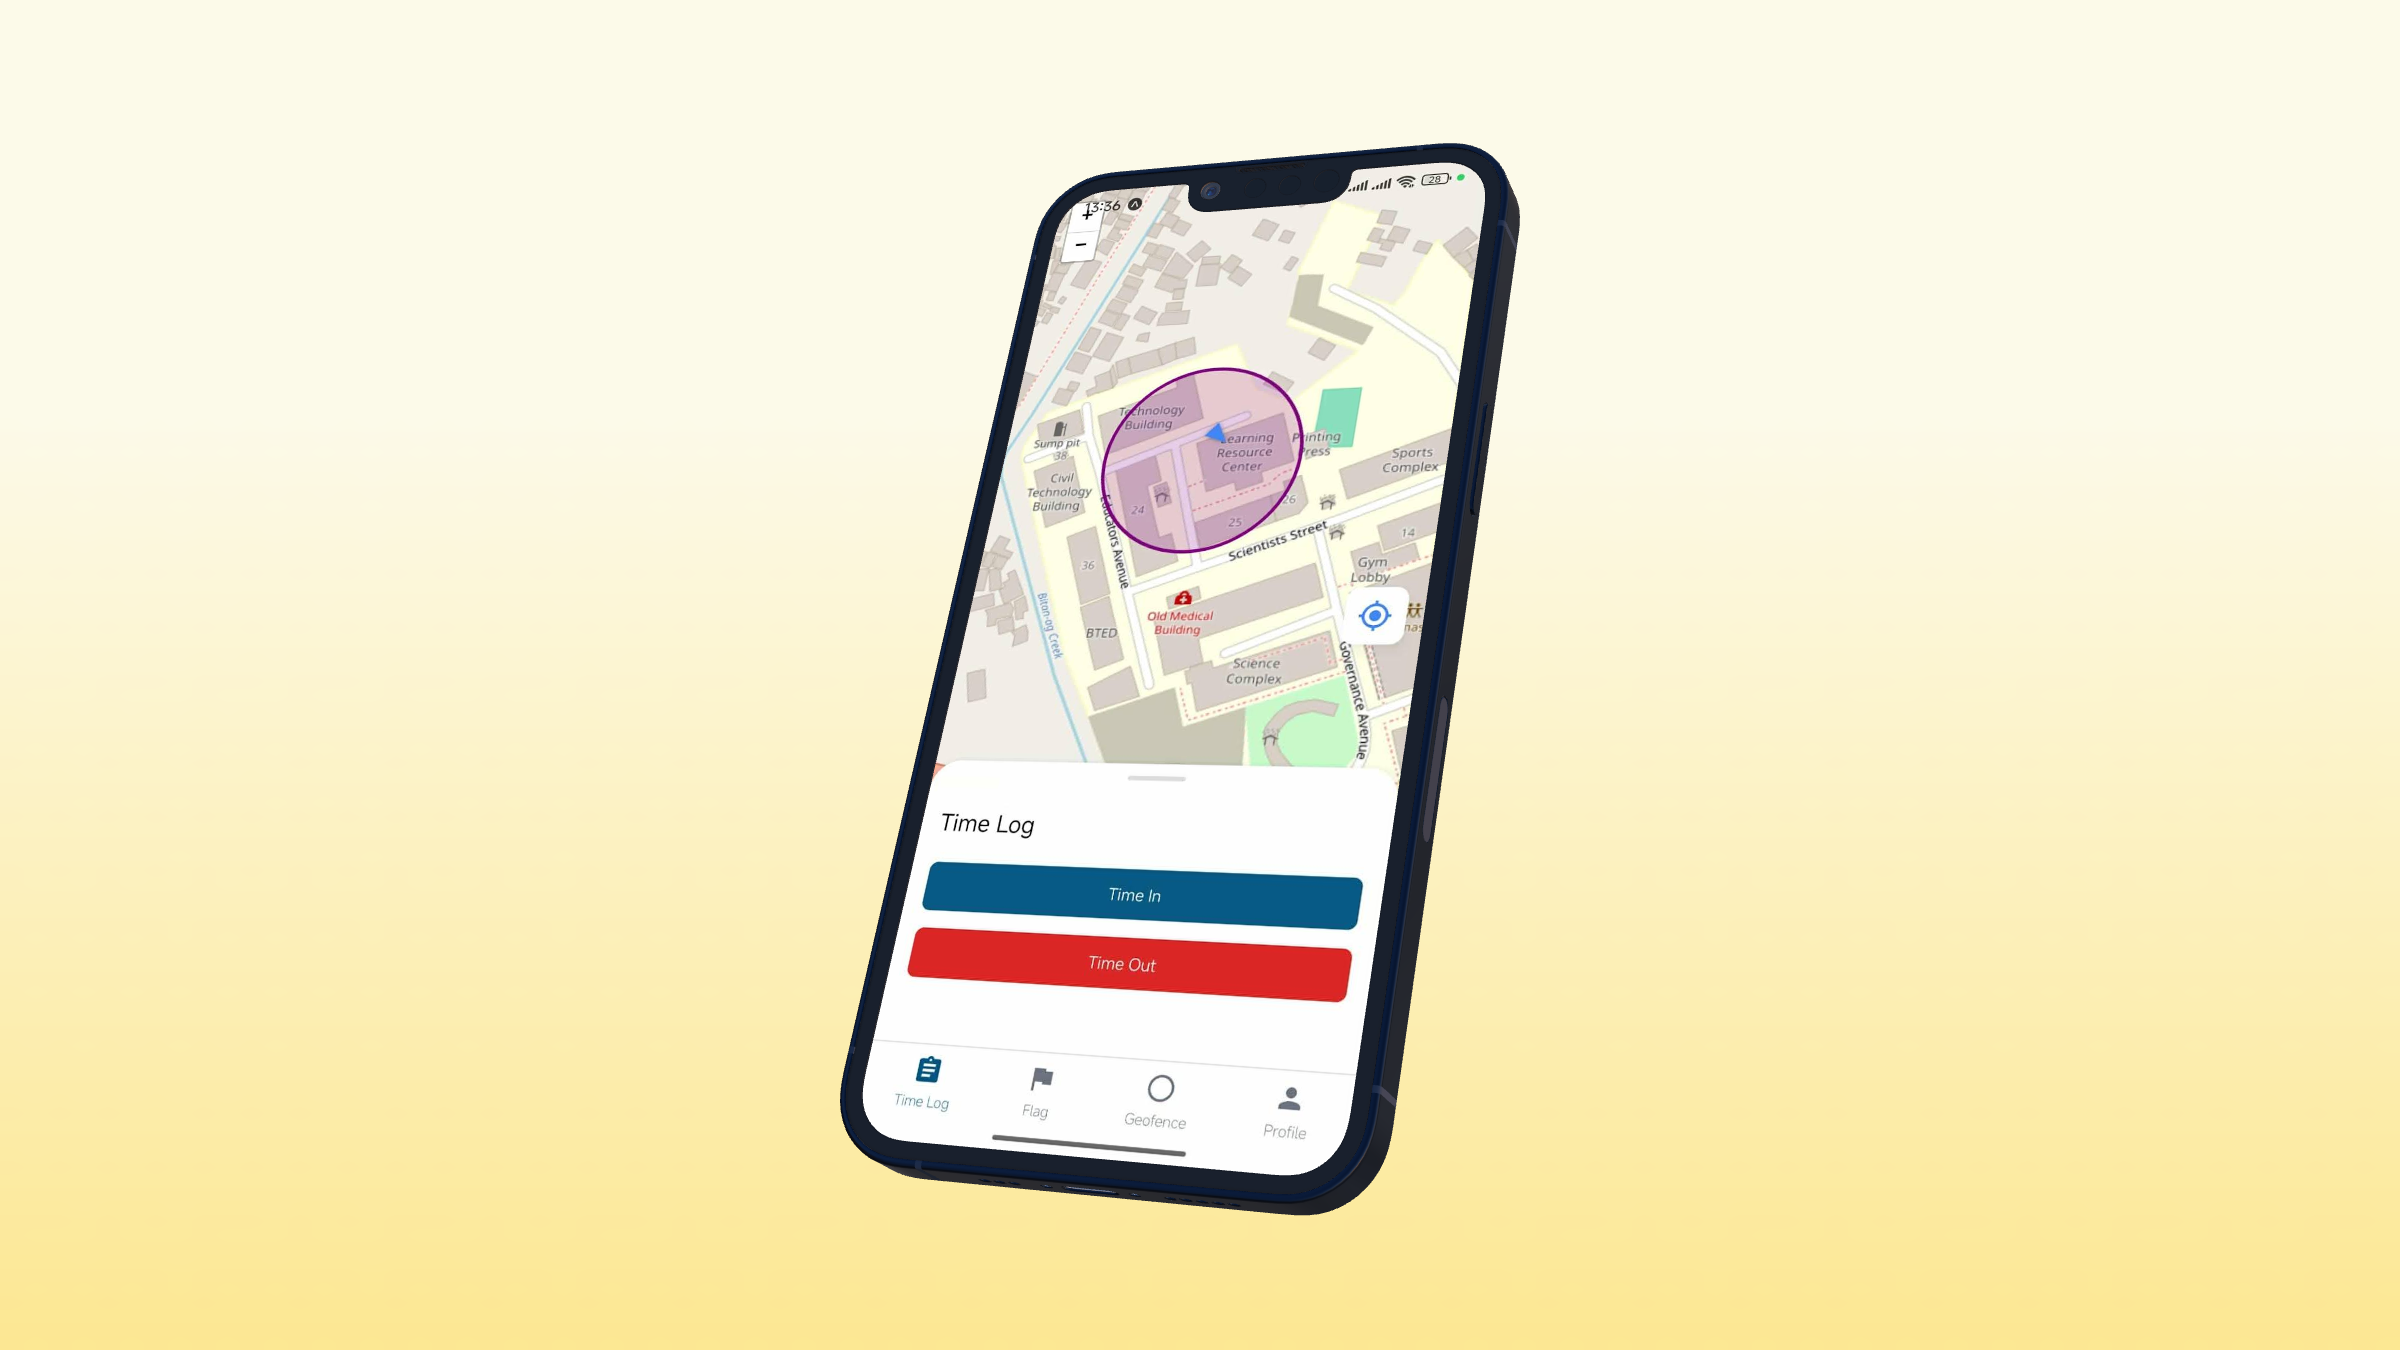 13:36
28
+
−
Technology
Building
Learning
Resource
Center
Printing
Press
Sports
Complex
Sump pit
38
Civil
Technology
Building
24
25
26
Educators Avenue
Scientists Street
14
Gym
Lobby
36
Old Medical
Building
BTED
Biton-og Creek
Science
Complex
Governance Avenue
Time Log
Time In
Time Out
Time Log
Flag
Geofence
Profile